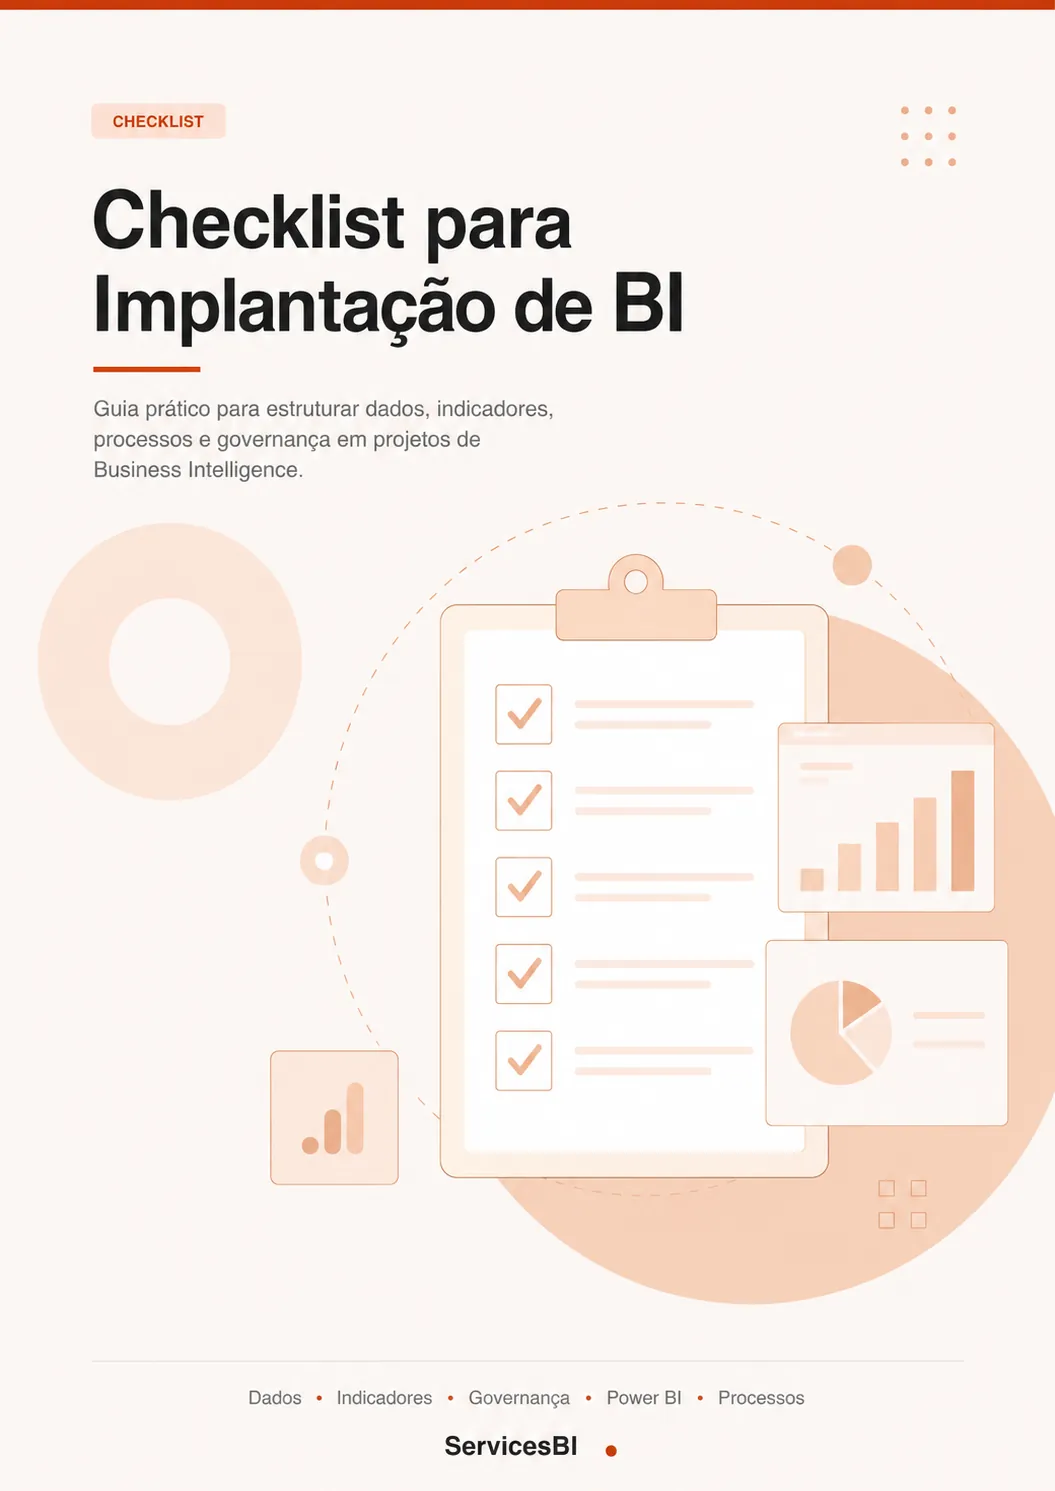 CHECKLIST
Checklist para
Implantação de BI
Guia prático para estruturar dados, indicadores,
processos e governança em projetos de
Business Intelligence.
Dados • Indicadores • Governança • Power BI • Processos
ServicesBI